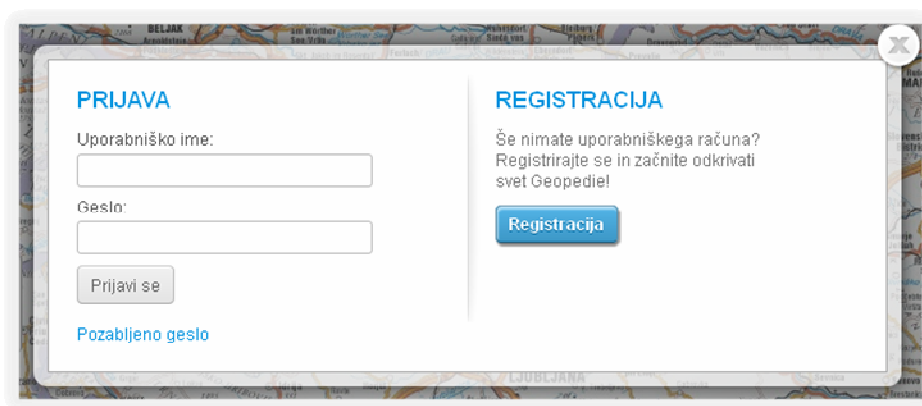 BELJAK
PRIJAVA
Uporabniško ime:
Geslo:
Prijavi se
Pozabljeno geslo
REGISTRACIJA
Še nimate uporabniškega računa?
Registrirajte se in začnite odkrivati
svet Geopedie!
Registracija
LJUBLJANA